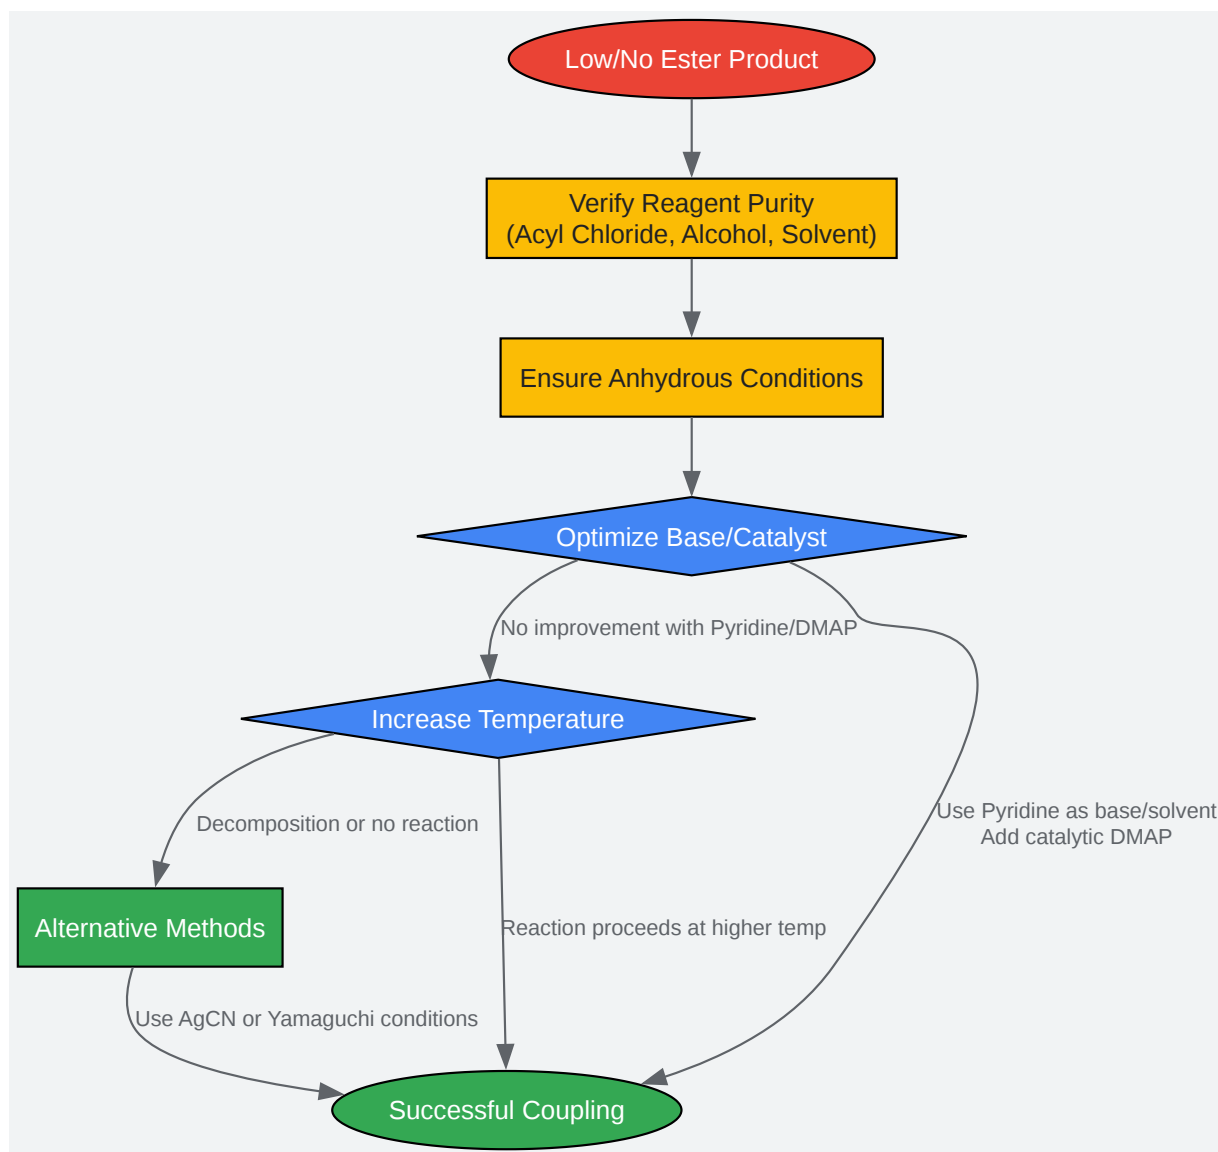 Low/No Ester Product
Verify Reagent Purity
(Acyl Chloride, Alcohol, Solvent)
Ensure Anhydrous Conditions
Optimize Base/Catalyst
No improvement with Pyridine/DMAP
Increase Temperature
Use Pyridine as base/solvent
Add catalytic DMAP
Decomposition or no reaction
Alternative Methods
Reaction proceeds at higher temp
Use AgCN or Yamaguchi conditions
Successful Coupling